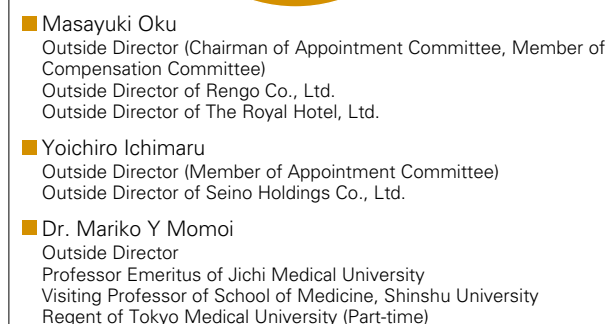 Masayuki Oku
Outside Director (Chairman of Appointment Committee, Member of
Compensation Committee)
Outside Director of Rengo Co., Ltd.
Outside Director of The Royal Hotel, Ltd.
Yoichiro Ichimaru
Outside Director (Member of Appointment Committee)
Outside Director of Seino Holdings Co., Ltd.
Dr. Mariko Y Momoi
Outside Director
Professor Emeritus of Jichi Medical University
Visiting Professor of School of Medicine, Shinshu University
Regent of Tokyo Medical University (Part-time)